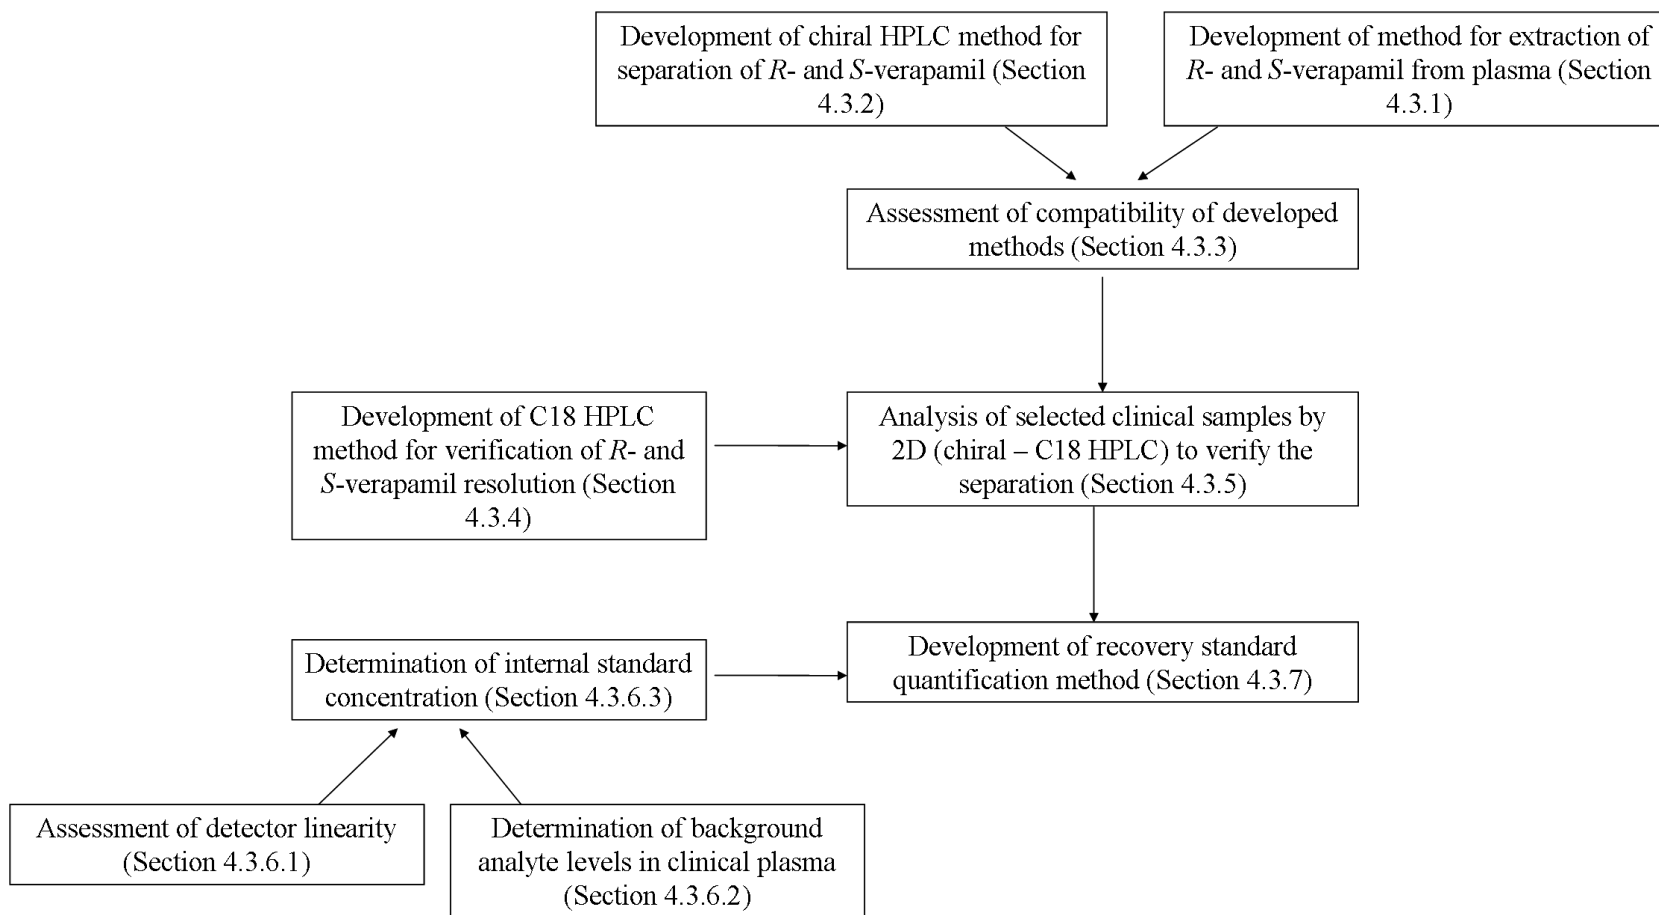 Development of chiral HPLC method for
separation of R- and S-verapamil (Section
4.3.2)
Development of method for extraction of
R- and S-verapamil from plasma (Section
4.3.1)
Assessment of compatibility of developed
methods (Section 4.3.3)
Development of C18 HPLC
method for verification of R- and
S-verapamil resolution (Section
4.3.4)
Analysis of selected clinical samples by
2D (chiral – C18 HPLC) to verify the
separation (Section 4.3.5)
Determination of internal standard
concentration (Section 4.3.6.3)
Development of recovery standard
quantification method (Section 4.3.7)
Assessment of detector linearity
(Section 4.3.6.1)
Determination of background
analyte levels in clinical plasma
(Section 4.3.6.2)